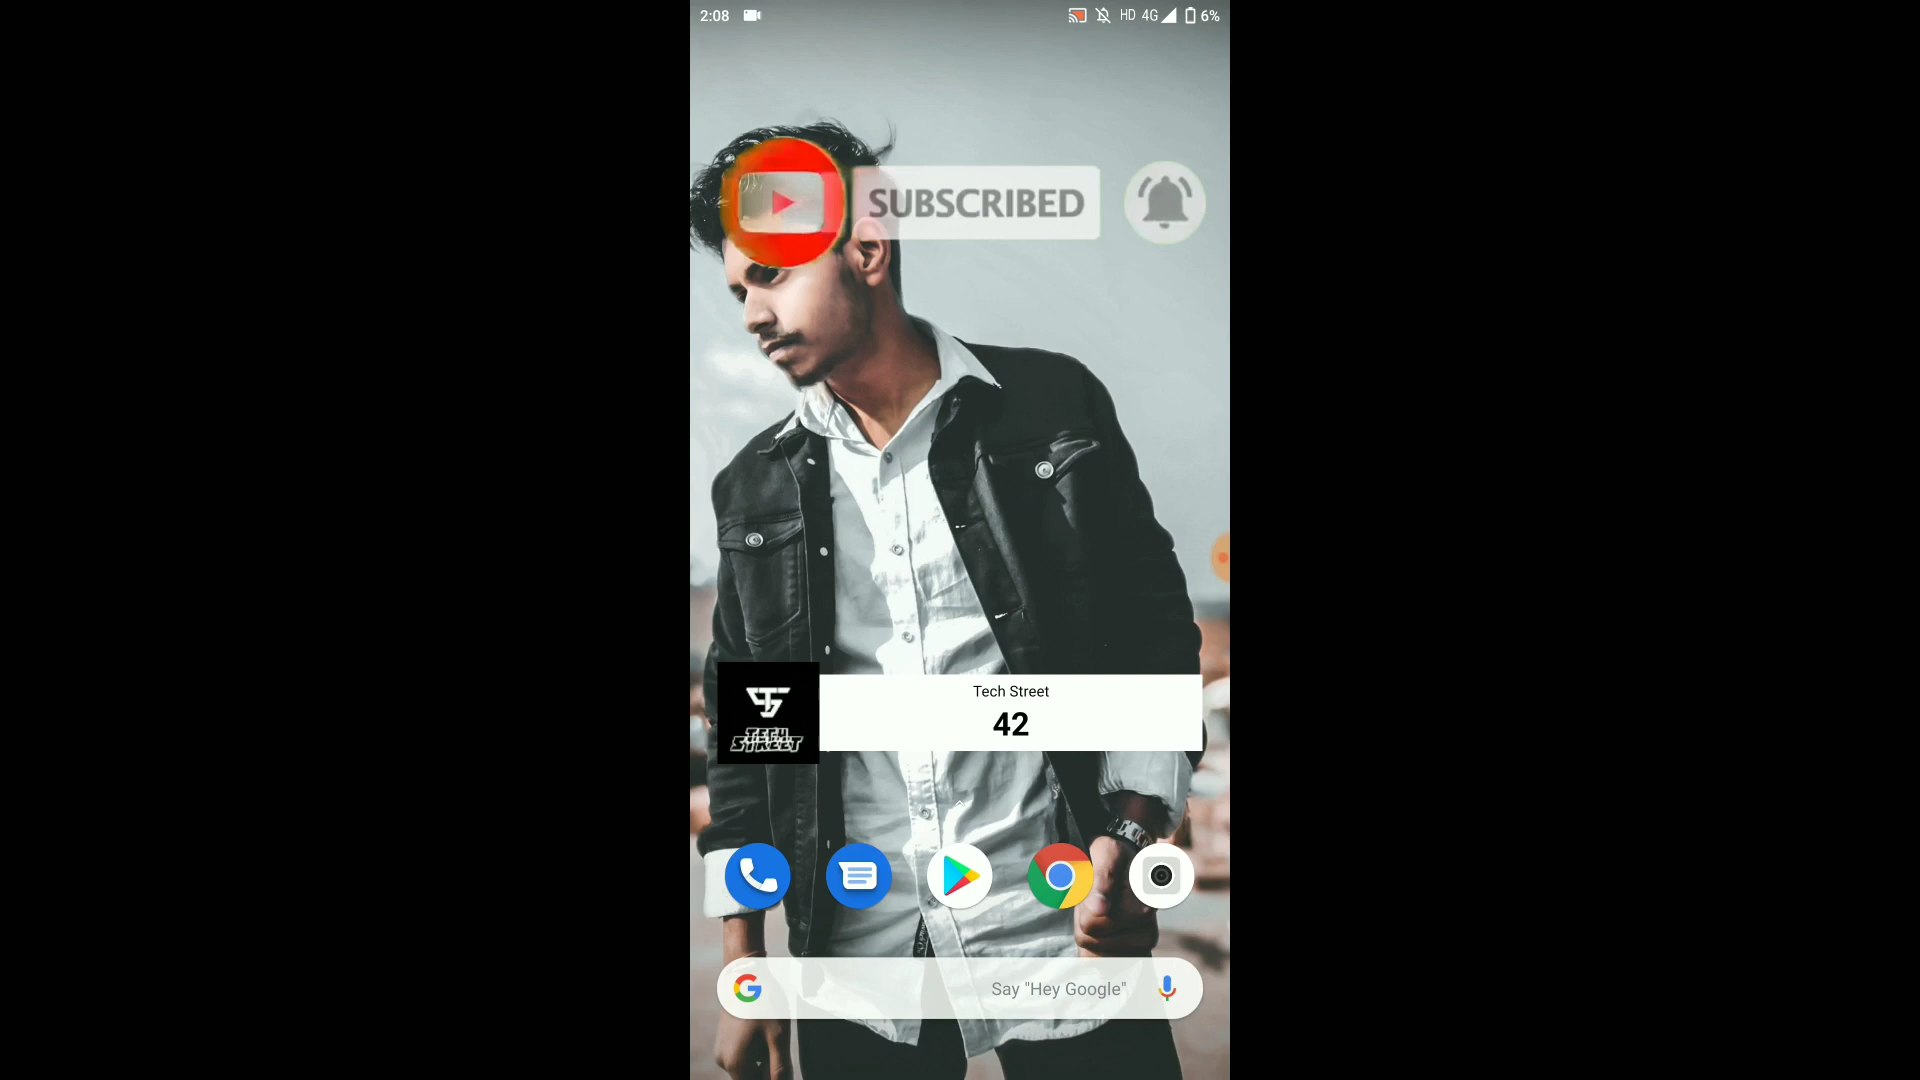 2:08 HD 4G 6%
SUBSCRIBED
Tech Street
42
TECH
STREET
Say "Hey Google"